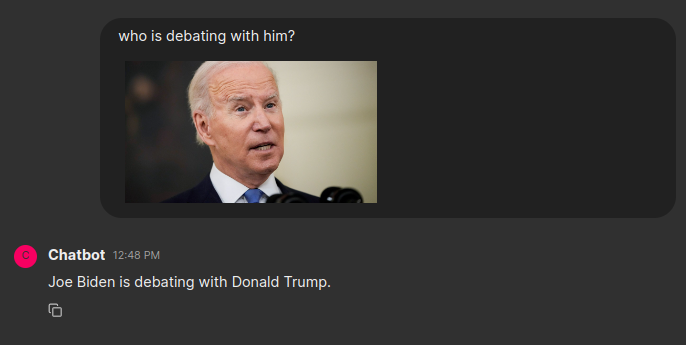 who is debating with him?
C
Chatbot 12:48 PM
Joe Biden is debating with Donald Trump.